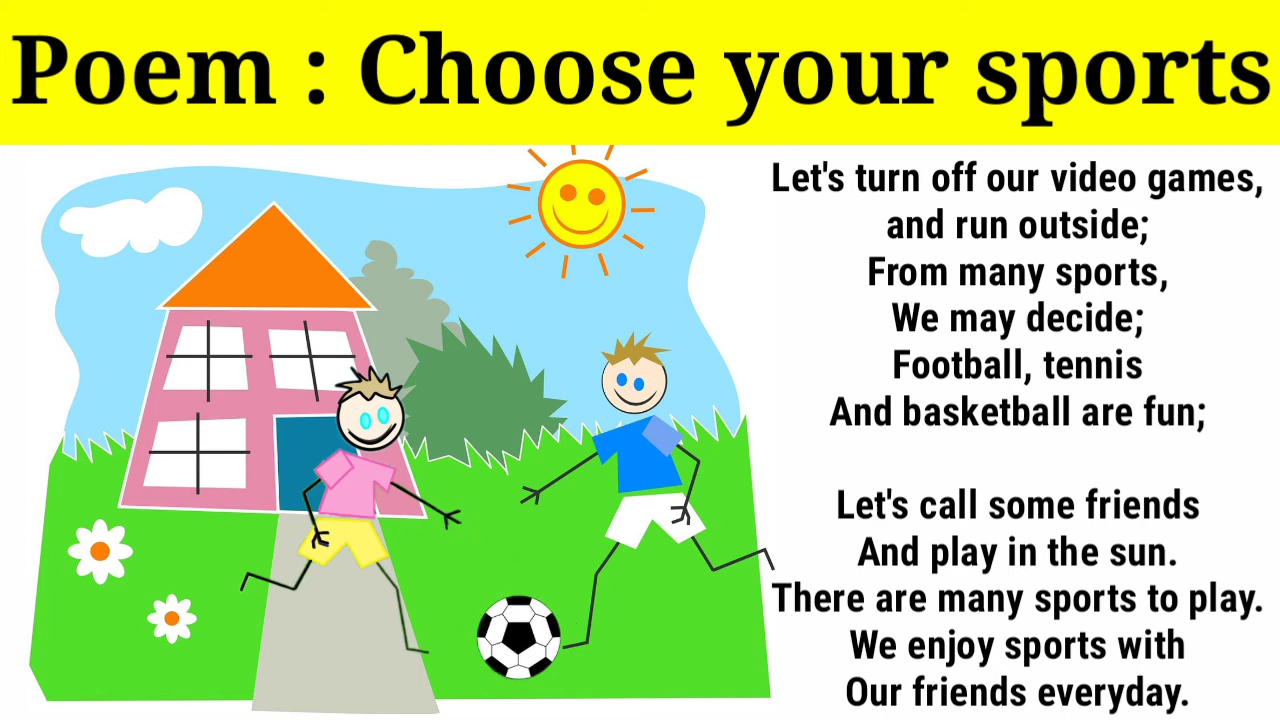 Poem : Choose your sports
Let's turn off our video games,
and run outside;
From many sports,
We may decide;
Football, tennis
And basketball are fun;
Let's call some friends
And play in the sun.
There are many sports to play.
We enjoy sports with
Our friends everyday.